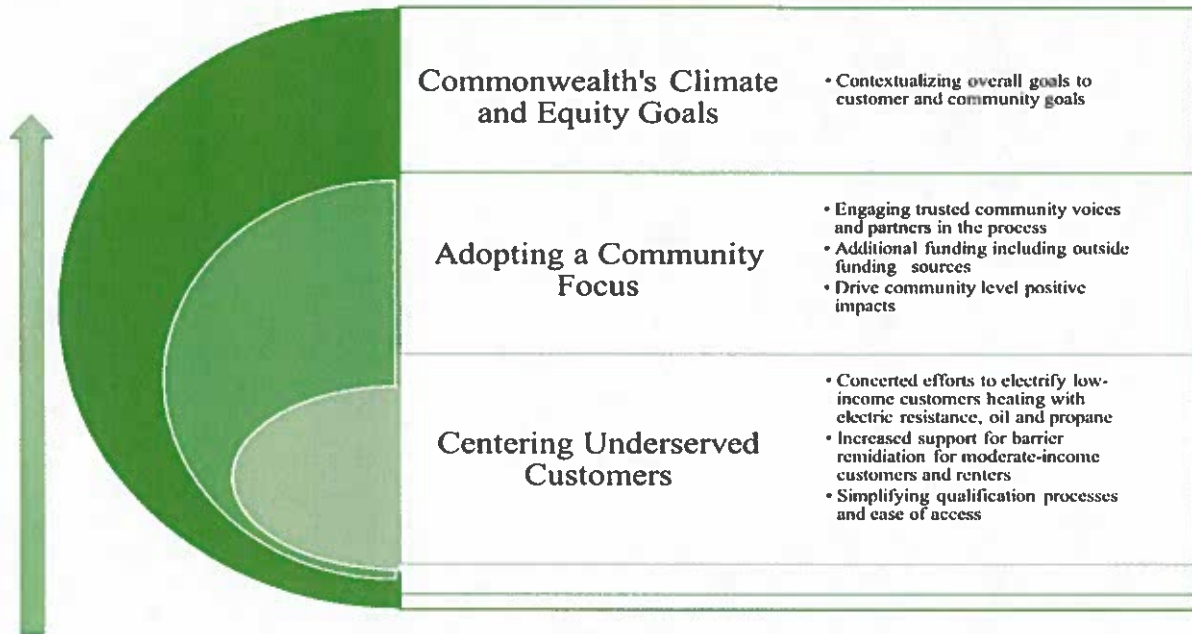 Commonwealth's Climate
and Equity Goals
• Contextualizing overall goals to
customer and community goals
Adopting a Community
Focus
• Engaging trusted community voices
and partners in the process
• Additional funding including outside
funding sources
• Drive community level positive
impacts
Centering Underserved
Customers
• Concerted efforts to electrify low-
income customers heating with
electric resistance, oil and propane
• Increased support for barrier
remidiation for moderate-income
customers and renters
• Simplifying qualification processes
and ease of access